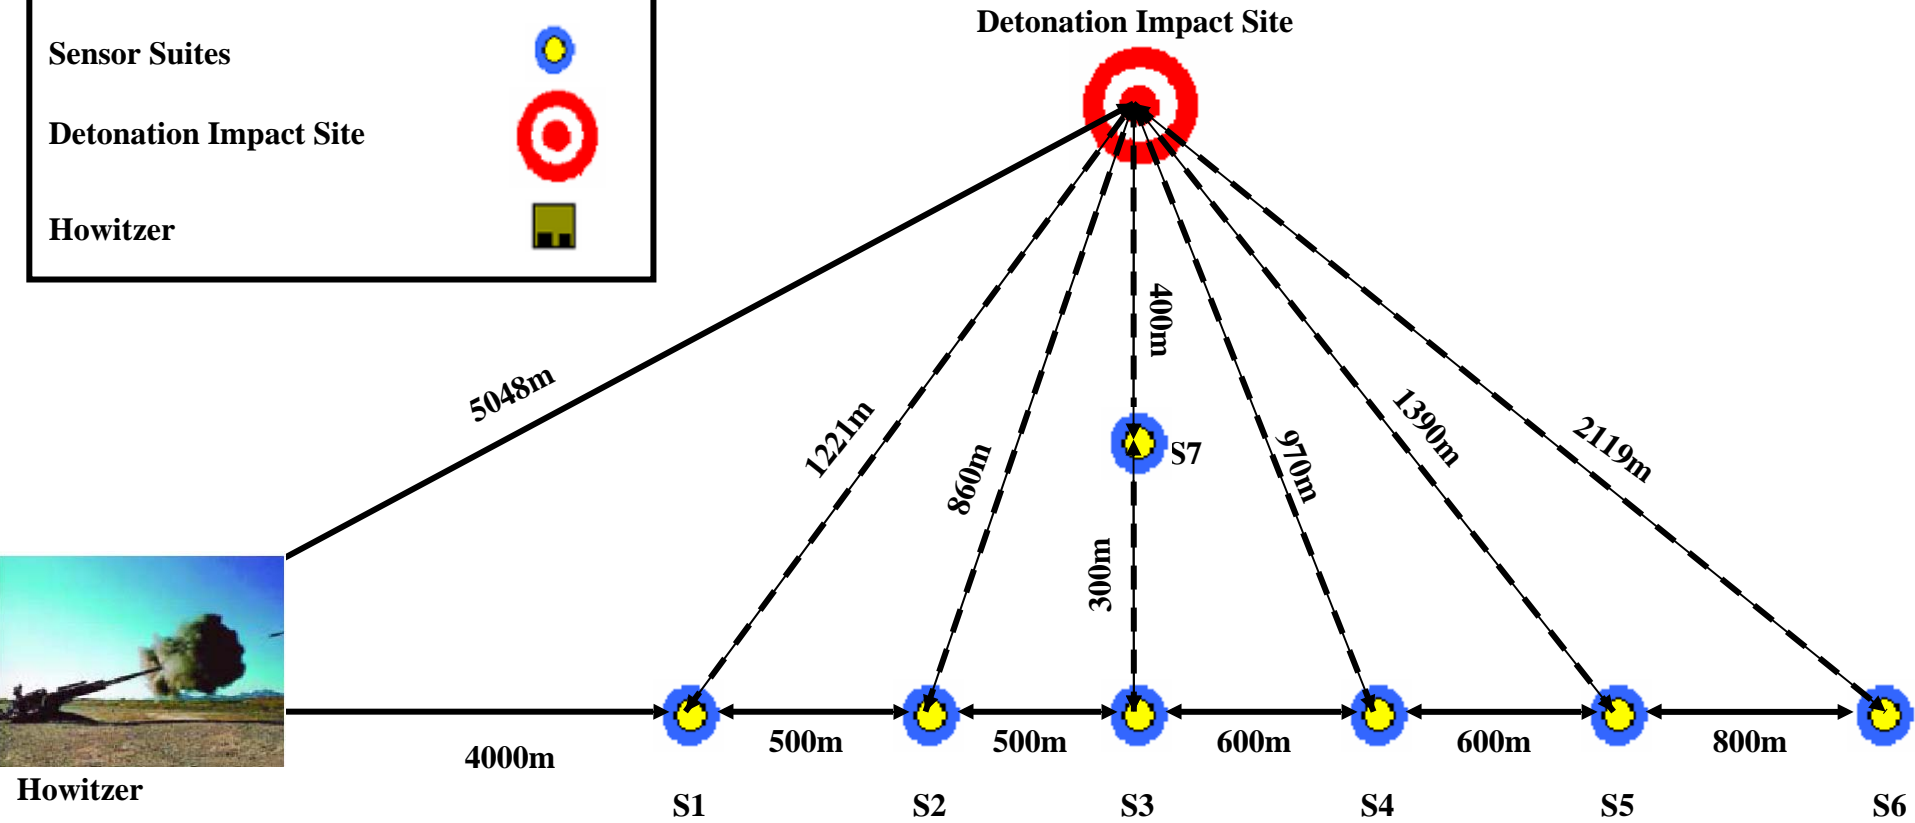 Detonation Impact Site
Sensor Suites
Detonation Impact Site
Howitzer
5048m
1221m
860m
400m
S7
300m
970m
1390m
2119m
4000m
500m
500m
600m
600m
800m
Howitzer
S1
S2
S3
S4
S5
S6